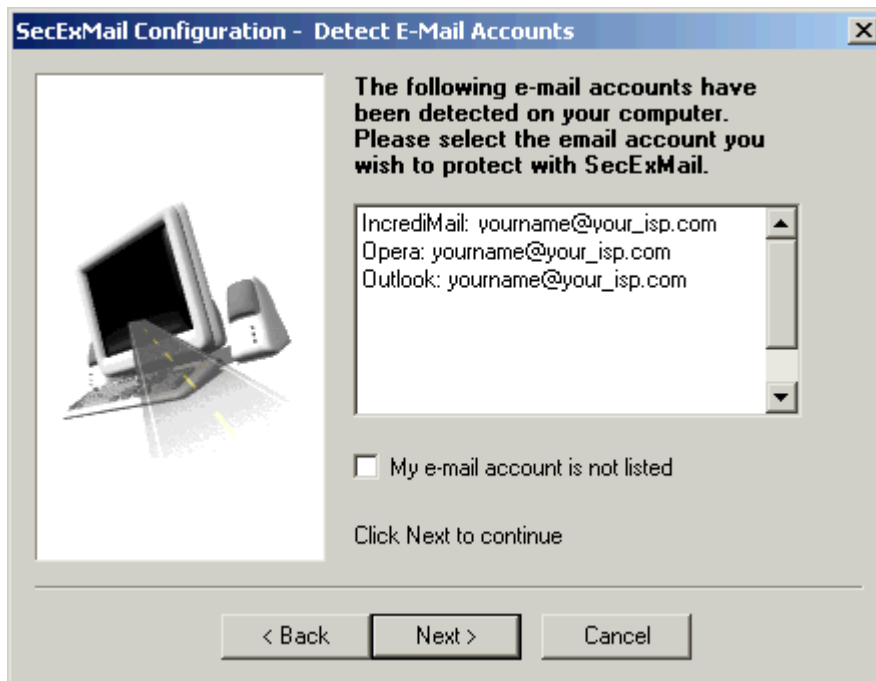 SecExMail Configuration - Detect E-Mail Accounts
The following e-mail accounts have
been detected on your computer.
Please select the email account you
wish to protect with SecExMail.
IncrediMail: yourname@your_isp.com
Opera: yourname@your_isp.com
Outlook: yourname@your_isp.com
My e-mail account is not listed
Click Next to continue
< Back
Next >
Cancel